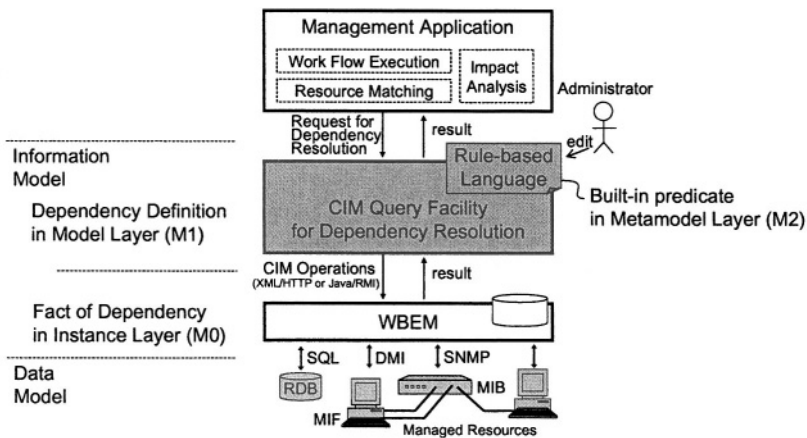 Management Application
Work Flow Execution
Resource Matching
Impact
Analysis
Administrator
Request for
Dependency
Resolution
result
edit
Information
Model
Rule-based
Language
Dependency Definition
in Model Layer (M1)
CIM Query Facility
for Dependency Resolution
Built-in predicate
in Metamodel Layer (M2)
CIM Operations
(XML/HTTP or Java/RMI)
result
Fact of Dependency
in Instance Layer (M0)
WBEM
SQL
DMI
SNMP
Data
Model
RDB
MIF
MIB
Managed Resources